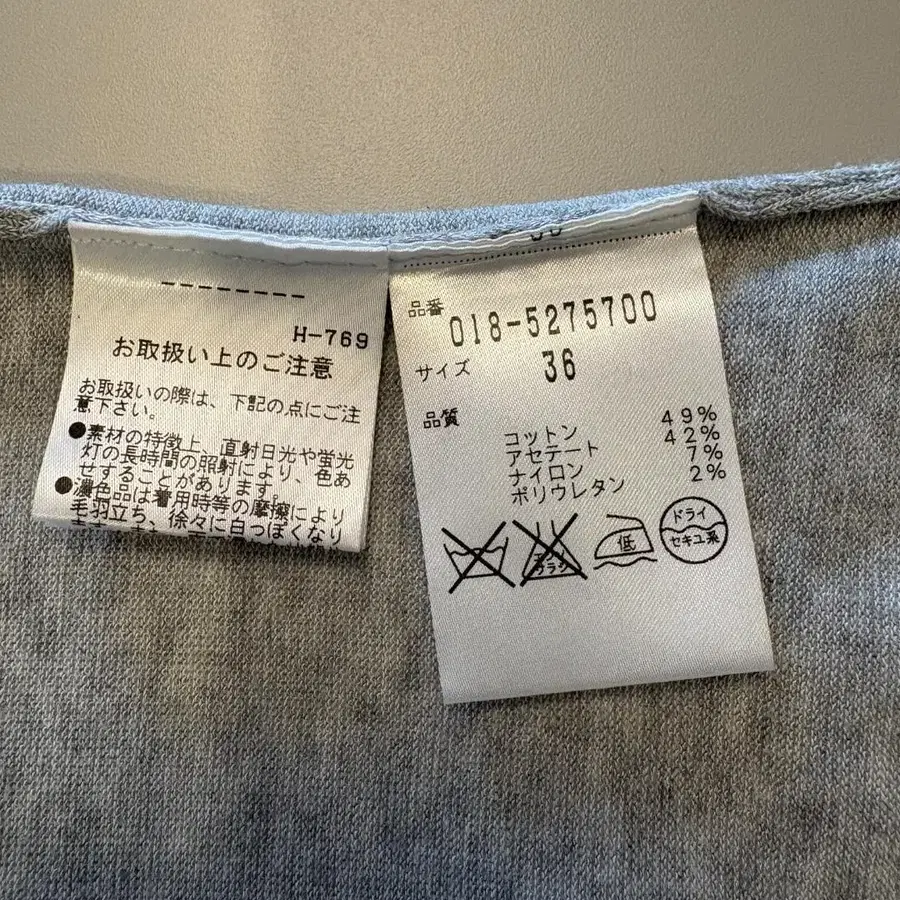 --------
H-769
お取扱い上のご注意
お取扱いの際は、下記の点にご注
意下さい。
●素材の特徴上、直射日光や蛍光
灯の長時間の照射により、色あ
せすることがあります。
●濃色品は着用時等の摩擦により
毛羽立ち、徐々に白っぽくなり
品番 018-5275700
サイズ 36
品質
コットン 49%
アセテート 42%
ナイロン 7%
ポリウレタン 2%
エンソ
サラシ
低
ドライ
セキユ系